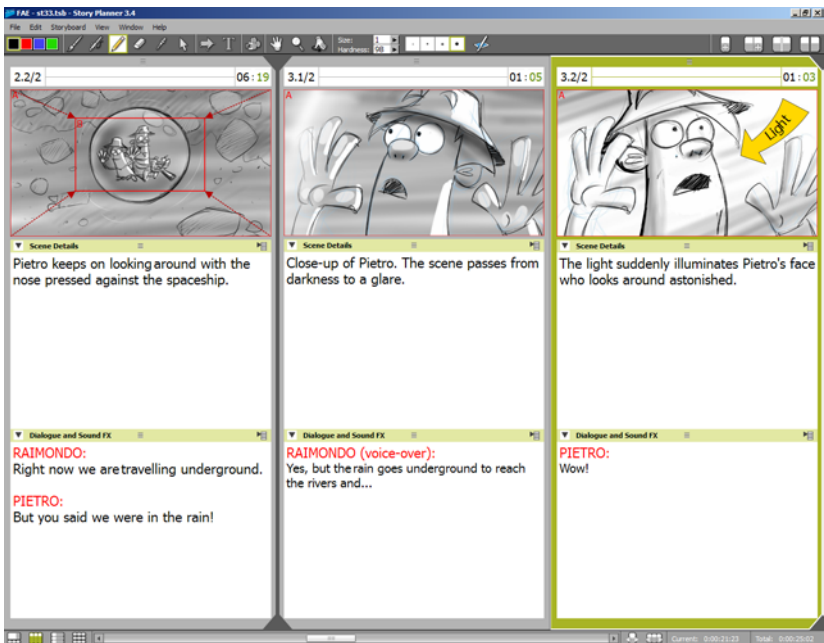 FAE - st33.tsb - Story Planner 3.4
File Edit Storyboard View Window Help
Size: 1
Hardness: 98
2.2/2 06:19
3.1/2 01:05
3.2/2 01:03
A
B
A
A
Light
Scene Details
Scene Details
Scene Details
Pietro keeps on looking around with the
nose pressed against the spaceship.
Close-up of Pietro. The scene passes from
darkness to a glare.
The light suddenly illuminates Pietro's face
who looks around astonished.
Dialogue and Sound FX
Dialogue and Sound FX
Dialogue and Sound FX
RAIMONDO:
Right now we are travelling underground.
PIETRO:
But you said we were in the rain!
RAIMONDO (voice-over):
Yes, but the rain goes underground to reach
the rivers and...
PIETRO:
Wow!
Current: 0:00:21:23 Total: 0:00:25:02